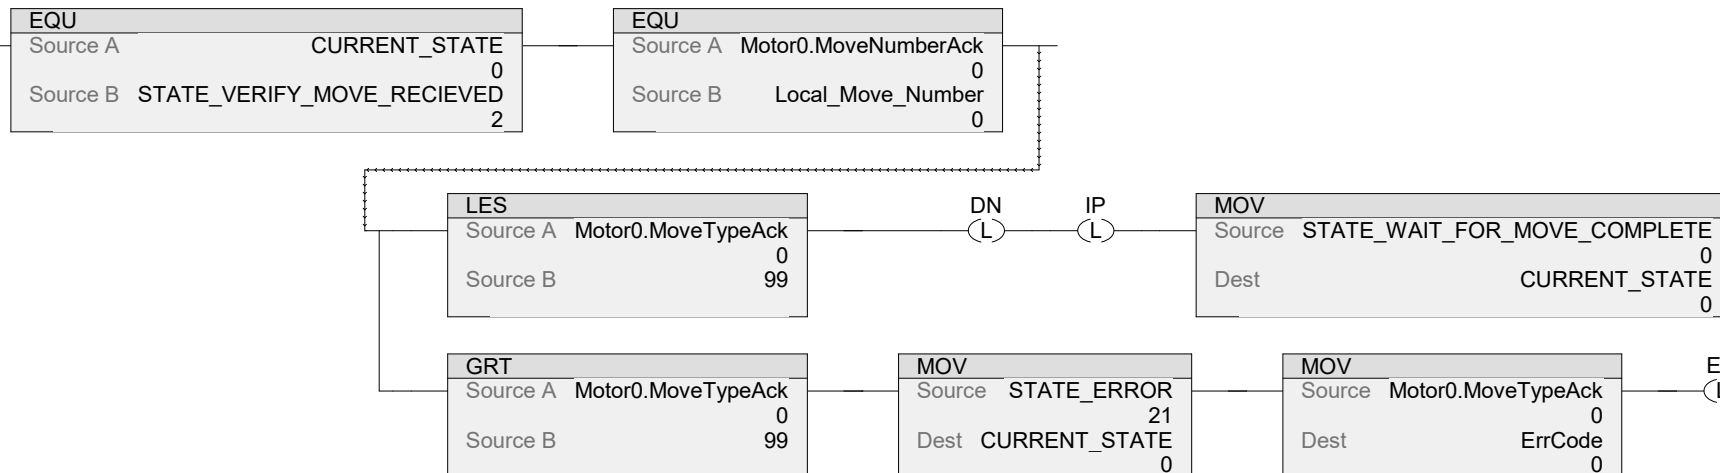 EQU
Source A CURRENT_STATE
0
Source B STATE_VERIFY_MOVE_RECIEVED
2
EQU
Source A Motor0.MoveNumberAck
0
Source B Local_Move_Number
0
LES
Source A Motor0.MoveTypeAck
0
Source B 99
DN
L
IP
L
MOV
Source STATE_WAIT_FOR_MOVE_COMPLETE
0
Dest CURRENT_STATE
0
GRT
Source A Motor0.MoveTypeAck
0
Source B 99
MOV
Source STATE_ERROR
21
Dest CURRENT_STATE
0
MOV
Source Motor0.MoveTypeAck
0
Dest ErrCode
0